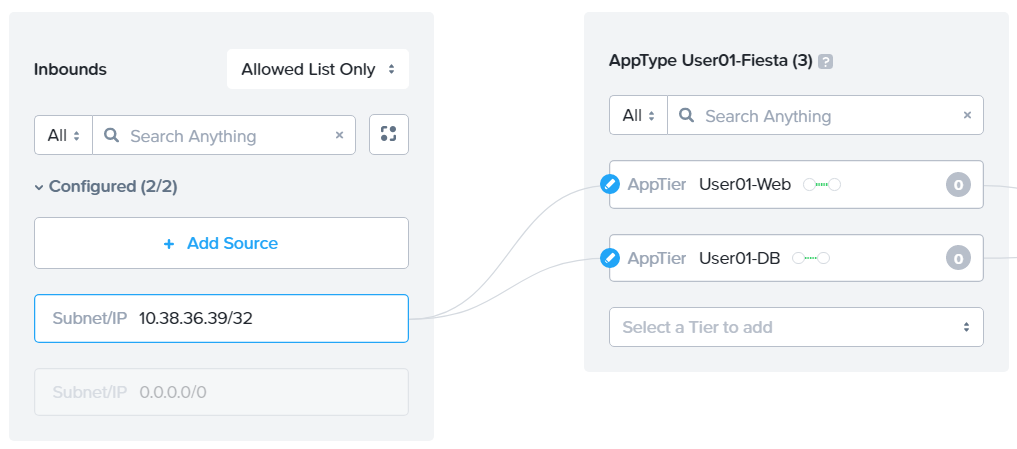 Inbounds
Allowed List Only
All
Search Anything
Configured (2/2)
+ Add Source
Subnet/IP 10.38.36.39/32
Subnet/IP 0.0.0.0/0
AppType User01-Fiesta (3) ?
All
Search Anything
AppTier User01-Web 0
AppTier User01-DB 0
Select a Tier to add